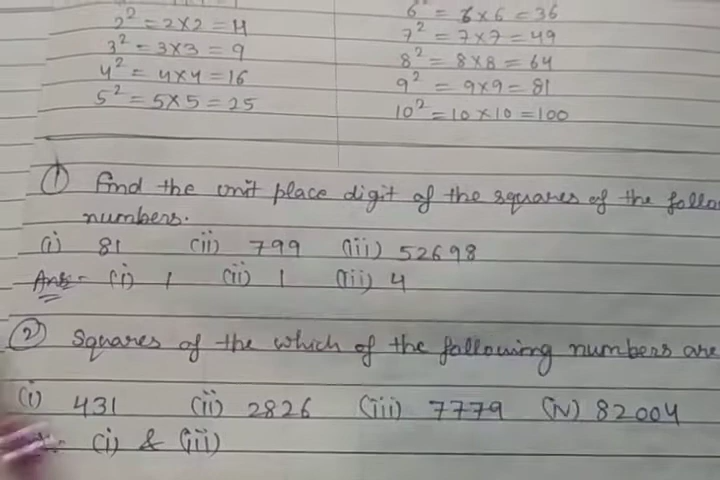 2² = 2×2 = 4
3² = 3×3 = 9
4² = 4×4 = 16
5² = 5×5 = 25
6² = 6×6 = 36
7² = 7×7 = 49
8² = 8×8 = 64
9² = 9×9 = 81
10² = 10×10 = 100
① find the unit place digit of the squares of the
numbers.
(i) 81 (ii) 799 (iii) 52698
Ans:- (i) 1 (ii) 1 (iii) 4
② Squares of the which of the following numbers are
(i) 431 (ii) 2826 (iii) 7779 (iv) 82004
(i) & (iii)